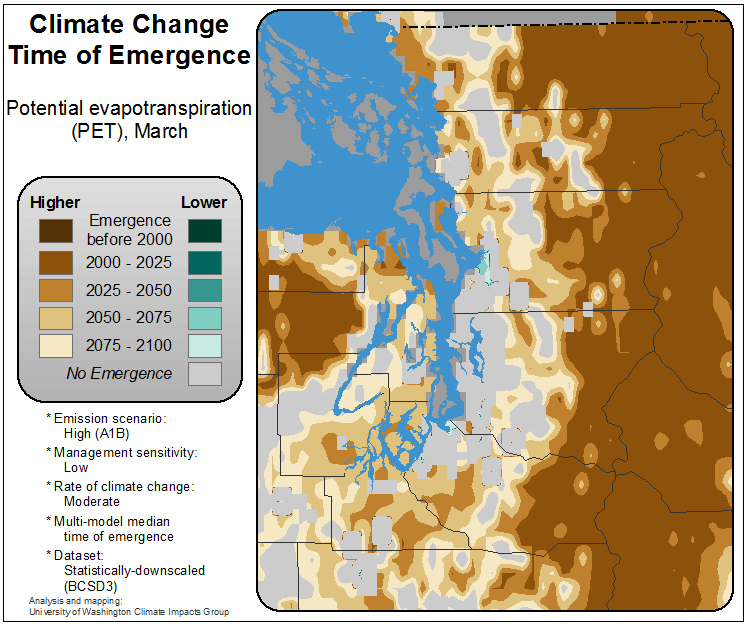 Climate Change
Time of Emergence
Potential evapotranspiration
(PET), March
Higher Lower
Emergence
before 2000
2000 - 2025
2025 - 2050
2050 - 2075
2075 - 2100
No Emergence
* Emission scenario:
High (A1B)
* Management sensitivity:
Low
* Rate of climate change:
Moderate
* Multi-model median
time of emergence
* Dataset:
Statistically-downscaled
(BCSD3)
Analysis and mapping:
University of Washington Climate Impacts Group